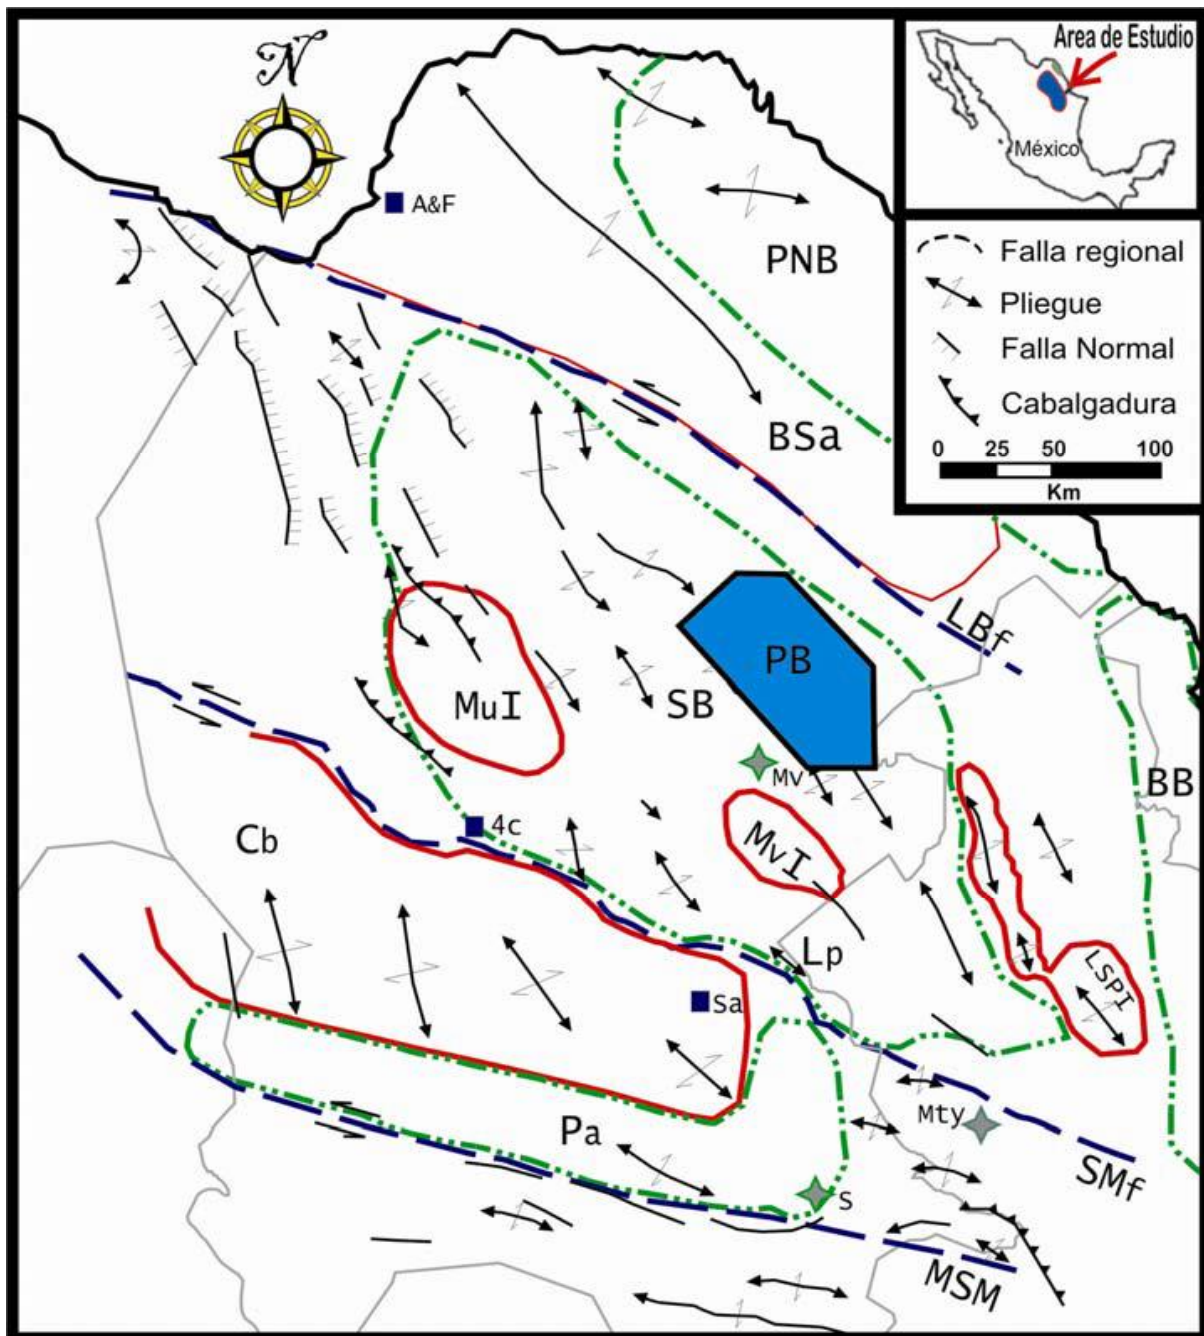 N
Area de Estudio
México
Falla regional
Pliegue
Falla Normal
Cabalgadura
0 25 50 100
Km
A&F
PNB
BSa
LBf
PB
SB
MuI
Mv
MvI
BB
4c
Cb
Lp
LSPI
Sa
Mty
Pa
SMf
S
MSM